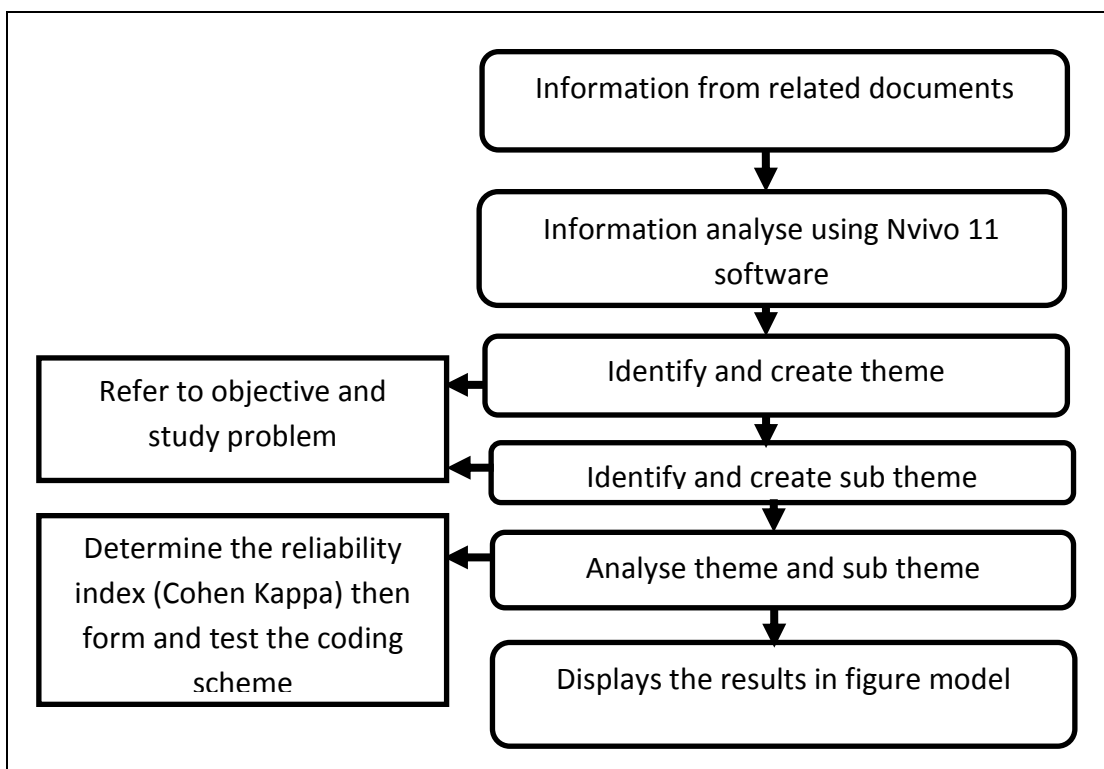 Information from related documents
Information analyse using Nvivo 11
software
Identify and create theme
Refer to objective and
study problem
Identify and create sub theme
Determine the reliability
index (Cohen Kappa) then
form and test the coding
scheme
Analyse theme and sub theme
Displays the results in figure model